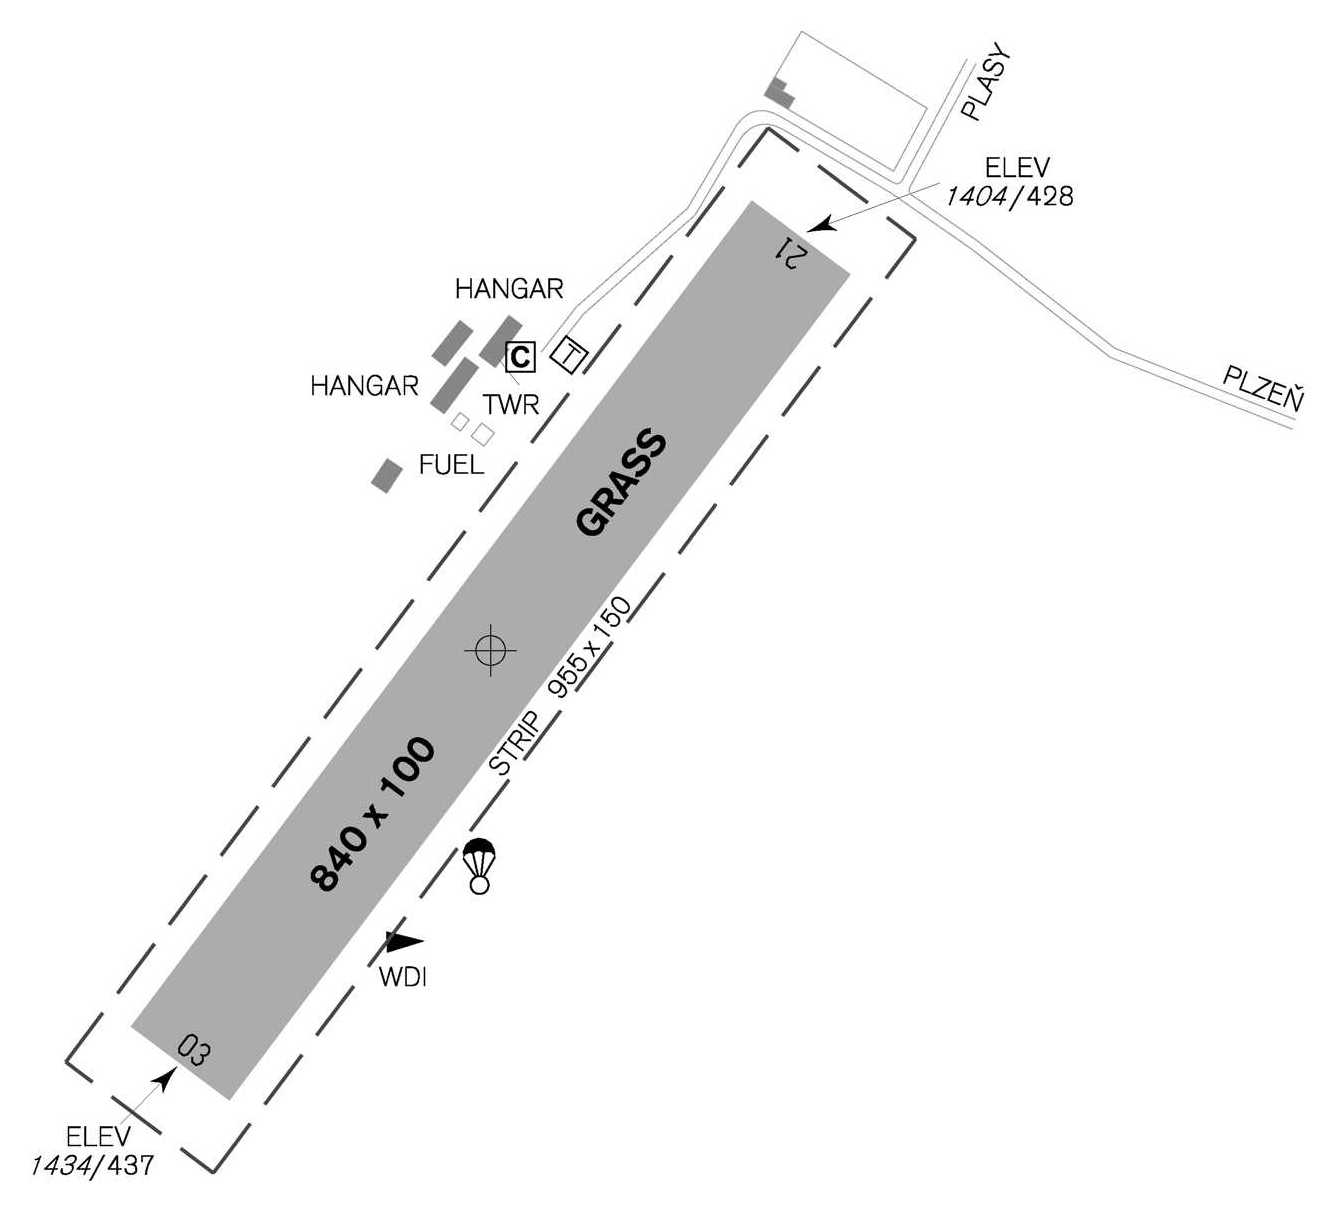 PLASY
ELEV
1404/428
21
HANGAR
C
T
HANGAR
TWR
PLZEŇ
GRASS
FUEL
STRIP 955 x 150
840 x 100
WDI
03
ELEV
1434/437